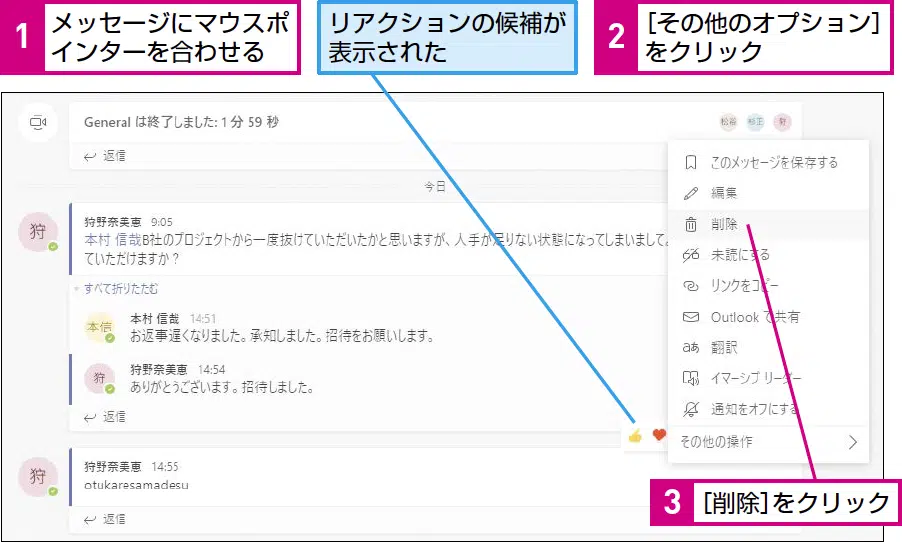 1 メッセージにマウスポ
インターを合わせる
リアクションの候補が
表示された
2 [その他のオプション]
をクリック
General は終了しました: 1 分 59 秒
松谷 杉正 狩
返信
今日
狩
狩野奈美恵 9:05
本村 信哉B社のプロジェクトから一度抜けていただいたかと思いますが、人手が足りない状態になってしまいまして。
ていただけますか？
すべて折りたたむ
本信
本村 信哉 14:51
お返事遅くなりました。承知しました。招待をお願いします。
狩
狩野奈美恵 14:54
ありがとうございます。招待しました。
返信
狩
狩野奈美恵 14:55
otukaresamadesu
返信
このメッセージを保存する
編集
削除
未読にする
リンクをコピー
Outlook で共有
aあ 翻訳
イマーシブ リーダー
通知をオフにする
その他の操作
3 [削除]をクリック